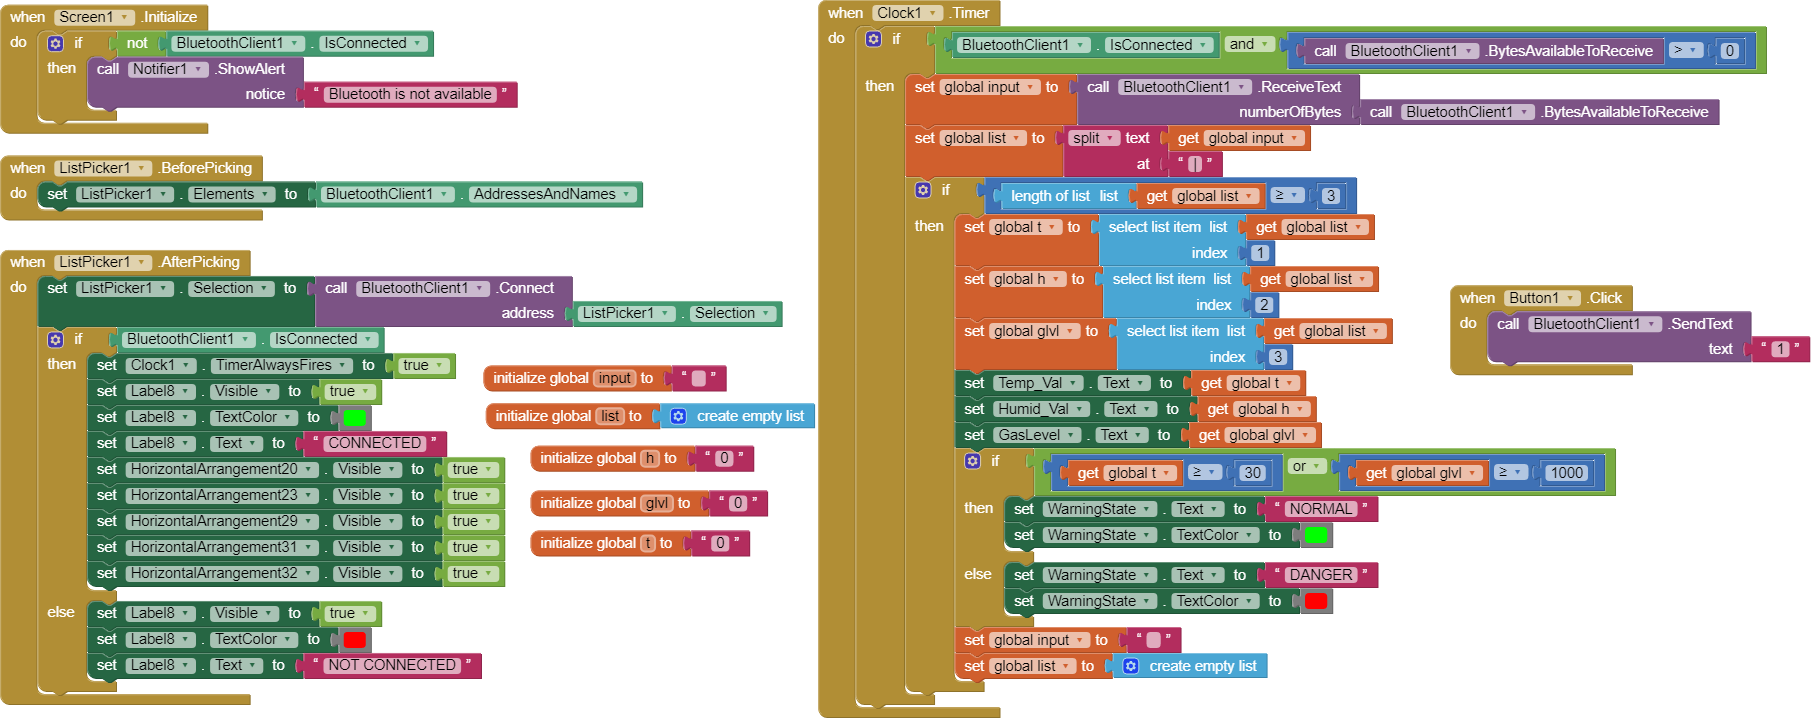 when Screen1 .Initialize
do if not BluetoothClient1 . IsConnected
then call Notifier1 .ShowAlert
notice " Bluetooth is not available "
when ListPicker1 .BeforePicking
do set ListPicker1 . Elements to BluetoothClient1 . AddressesAndNames
when ListPicker1 .AfterPicking
do set ListPicker1 . Selection to call BluetoothClient1 .Connect
address ListPicker1 . Selection
if BluetoothClient1 . IsConnected
then set Clock1 . TimerAlwaysFires to true
set Label8 . Visible to true
set Label8 . TextColor to
set Label8 . Text to " CONNECTED "
set HorizontalArrangement20 . Visible to true
set HorizontalArrangement23 . Visible to true
set HorizontalArrangement29 . Visible to true
set HorizontalArrangement31 . Visible to true
set HorizontalArrangement32 . Visible to true
else set Label8 . Visible to true
set Label8 . TextColor to
set Label8 . Text to " NOT CONNECTED "
initialize global input to " "
initialize global list to create empty list
initialize global h to " 0 "
initialize global glvl to " 0 "
initialize global t to " 0 "
when Clock1 .Timer
do if BluetoothClient1 . IsConnected and call BluetoothClient1 .BytesAvailableToReceive > 0
then set global input to call BluetoothClient1 .ReceiveText
numberOfBytes call BluetoothClient1 .BytesAvailableToReceive
set global list to split text get global input
at " | "
if length of list list get global list ≥ 3
then set global t to select list item list get global list
index 1
set global h to select list item list get global list
index 2
set global glvl to select list item list get global list
index 3
set Temp_Val . Text to get global t
set Humid_Val . Text to get global h
set GasLevel . Text to get global glvl
if get global t ≥ 30 or get global glvl ≥ 1000
then set WarningState . Text to " NORMAL "
set WarningState . TextColor to
else set WarningState . Text to " DANGER "
set WarningState . TextColor to
set global input to " "
set global list to create empty list
when Button1 .Click
do call BluetoothClient1 .SendText
text " 1 "